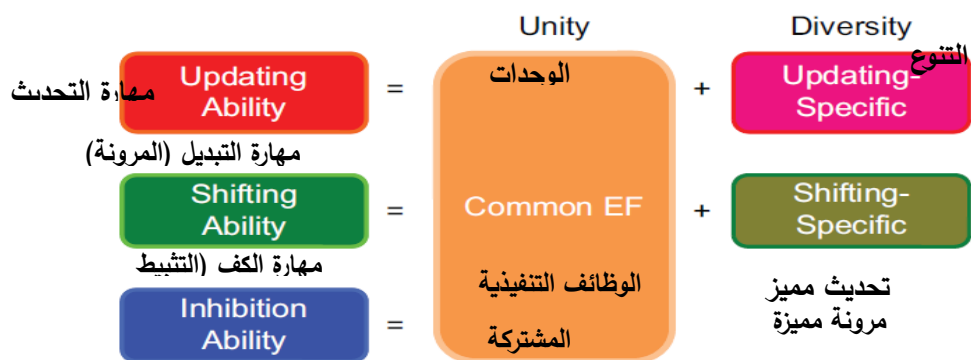 Unity
Diversity
التنوع
Updating
Ability
مهارة التحديث
=
الوحدات
+
Updating-
Specific
مهارة التبديل (المرونة)
Shifting
Ability
=
Common EF
+
Shifting-
Specific
مهارة الكف (التثبيط
الوظائف التنفيذية
المشتركة
تحديث مميز
مرونة مميزة
Inhibition
Ability
=